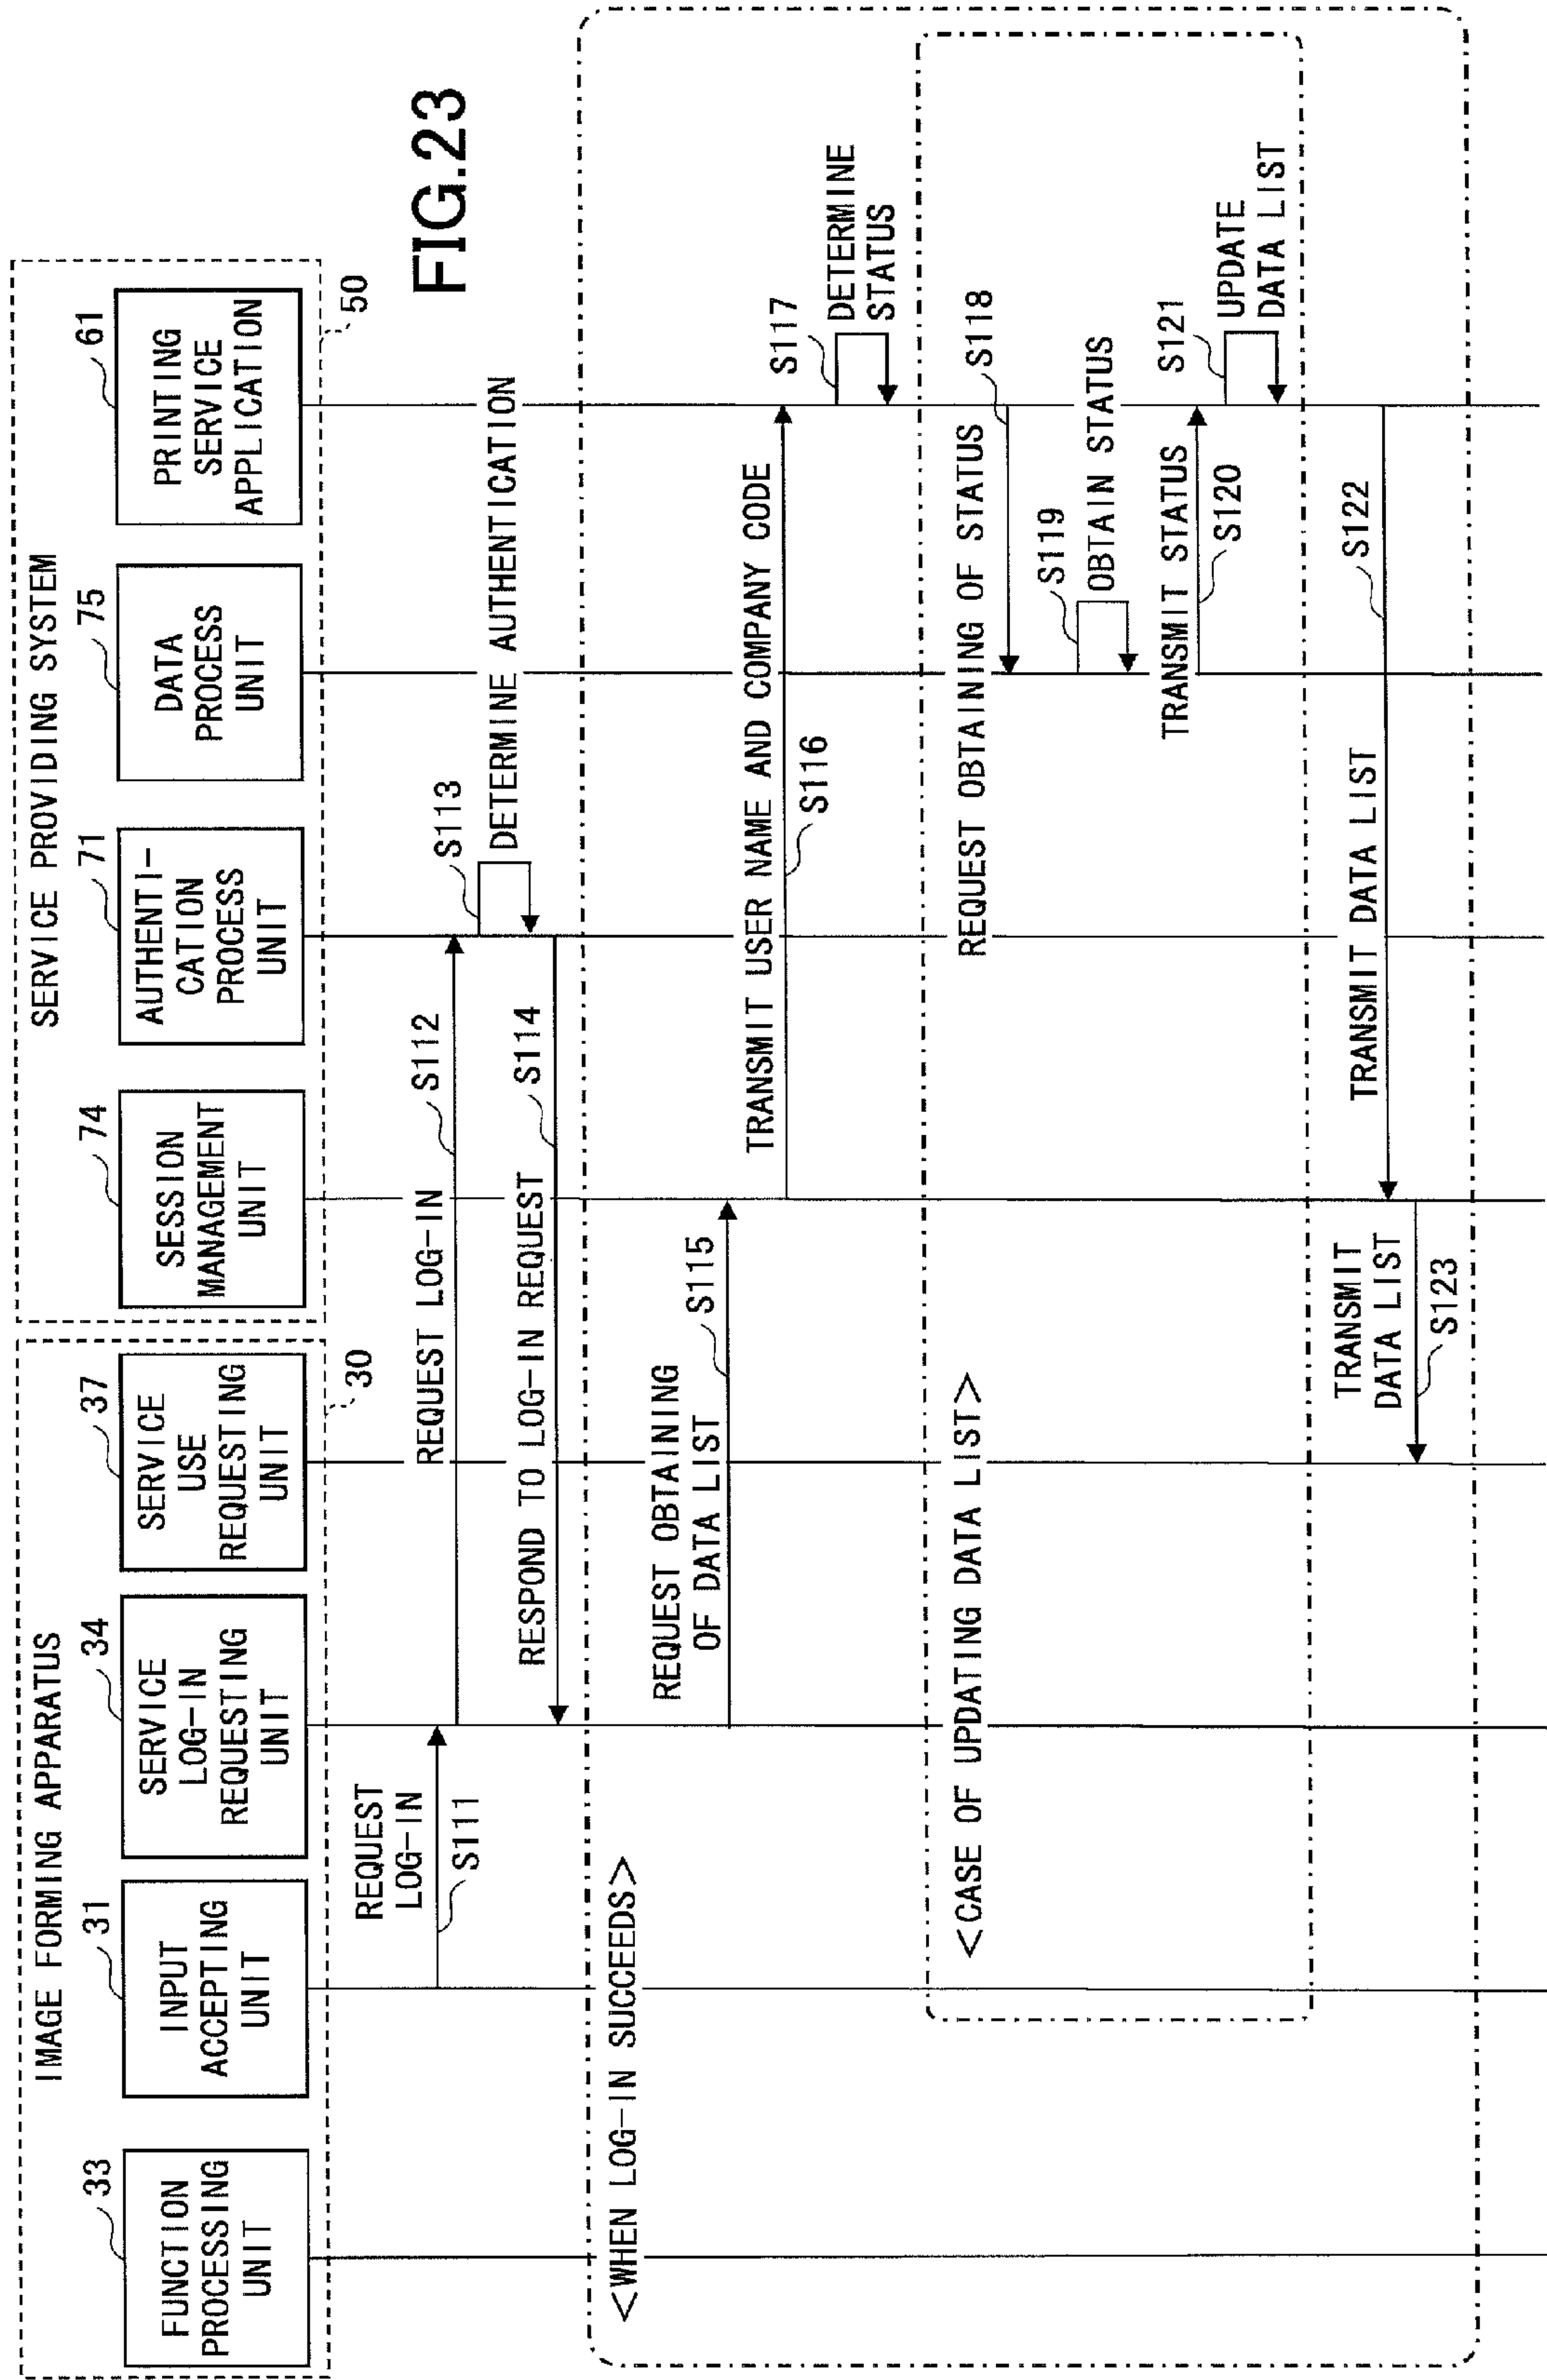 FIG.23
IMAGE FORMING APPARATUS
SERVICE PROVIDING SYSTEM
33
31
34
37
74
71
75
61
FUNCTION
PROCESSING
UNIT
INPUT
ACCEPTING
UNIT
SERVICE
LOG-IN
REQUESTING
UNIT
SERVICE
USE
REQUESTING
UNIT
SESSION
MANAGEMENT
UNIT
AUTHENTI-
CATION
PROCESS
UNIT
DATA
PROCESS
UNIT
PRINTING
SERVICE
APPLICATION
30
50
REQUEST
LOG-IN
S111
REQUEST LOG-IN
S112
S113
DETERMINE AUTHENTICATION
RESPOND TO LOG-IN REQUEST
S114
<WHEN LOG-IN SUCCEEDS>
REQUEST OBTAINING
OF DATA LIST
S115
TRANSMIT USER NAME AND COMPANY CODE
S116
S117
DETERMINE
STATUS
<CASE OF UPDATING DATA LIST>
REQUEST OBTAINING OF STATUS
S118
S119
OBTAIN STATUS
TRANSMIT STATUS
S120
S121
UPDATE
DATA LIST
TRANSMIT DATA LIST
S122
TRANSMIT
DATA LIST
S123